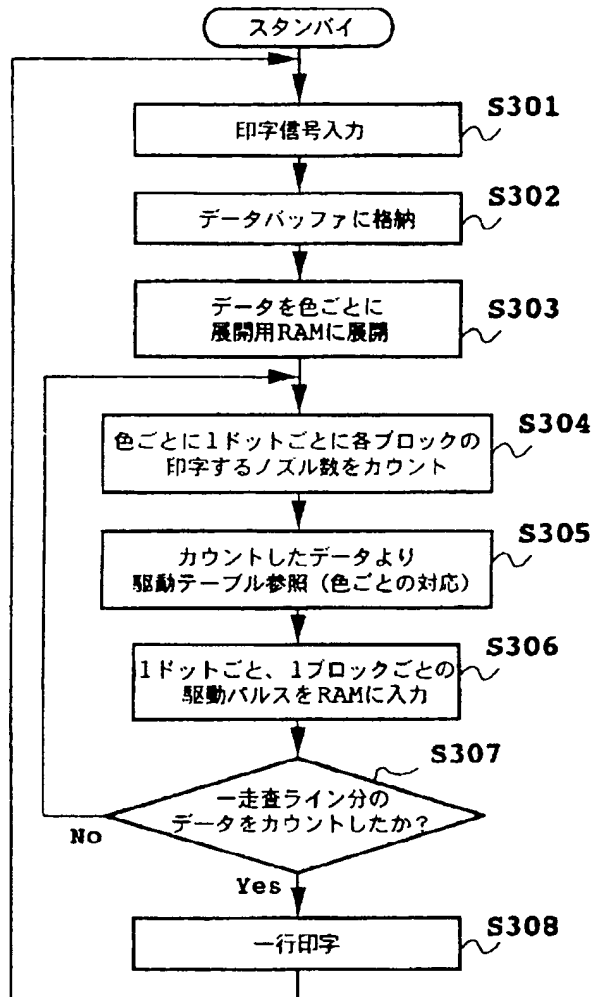 スタンバイ
S301
印字信号入力
S302
データバッファに格納
S303
データを色ごとに
展開用RAMに展開
S304
色ごとに1ドットごとに各ブロックの
印字するノズル数をカウント
S305
カウントしたデータより
駆動テーブル参照（色ごとの対応）
S306
1ドットごと、1ブロックごとの
駆動パルスをRAMに入力
S307
一走査ライン分の
データをカウントしたか？
No
Yes
S308
一行印字